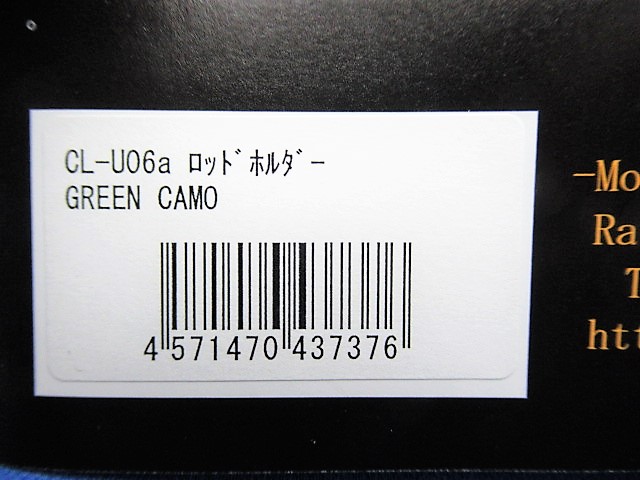 CL-U06a ﾛｯﾄﾞﾎﾙﾀﾞｰ
GREEN CAMO
4 571470 437376
-Mo
Ra
T
htt